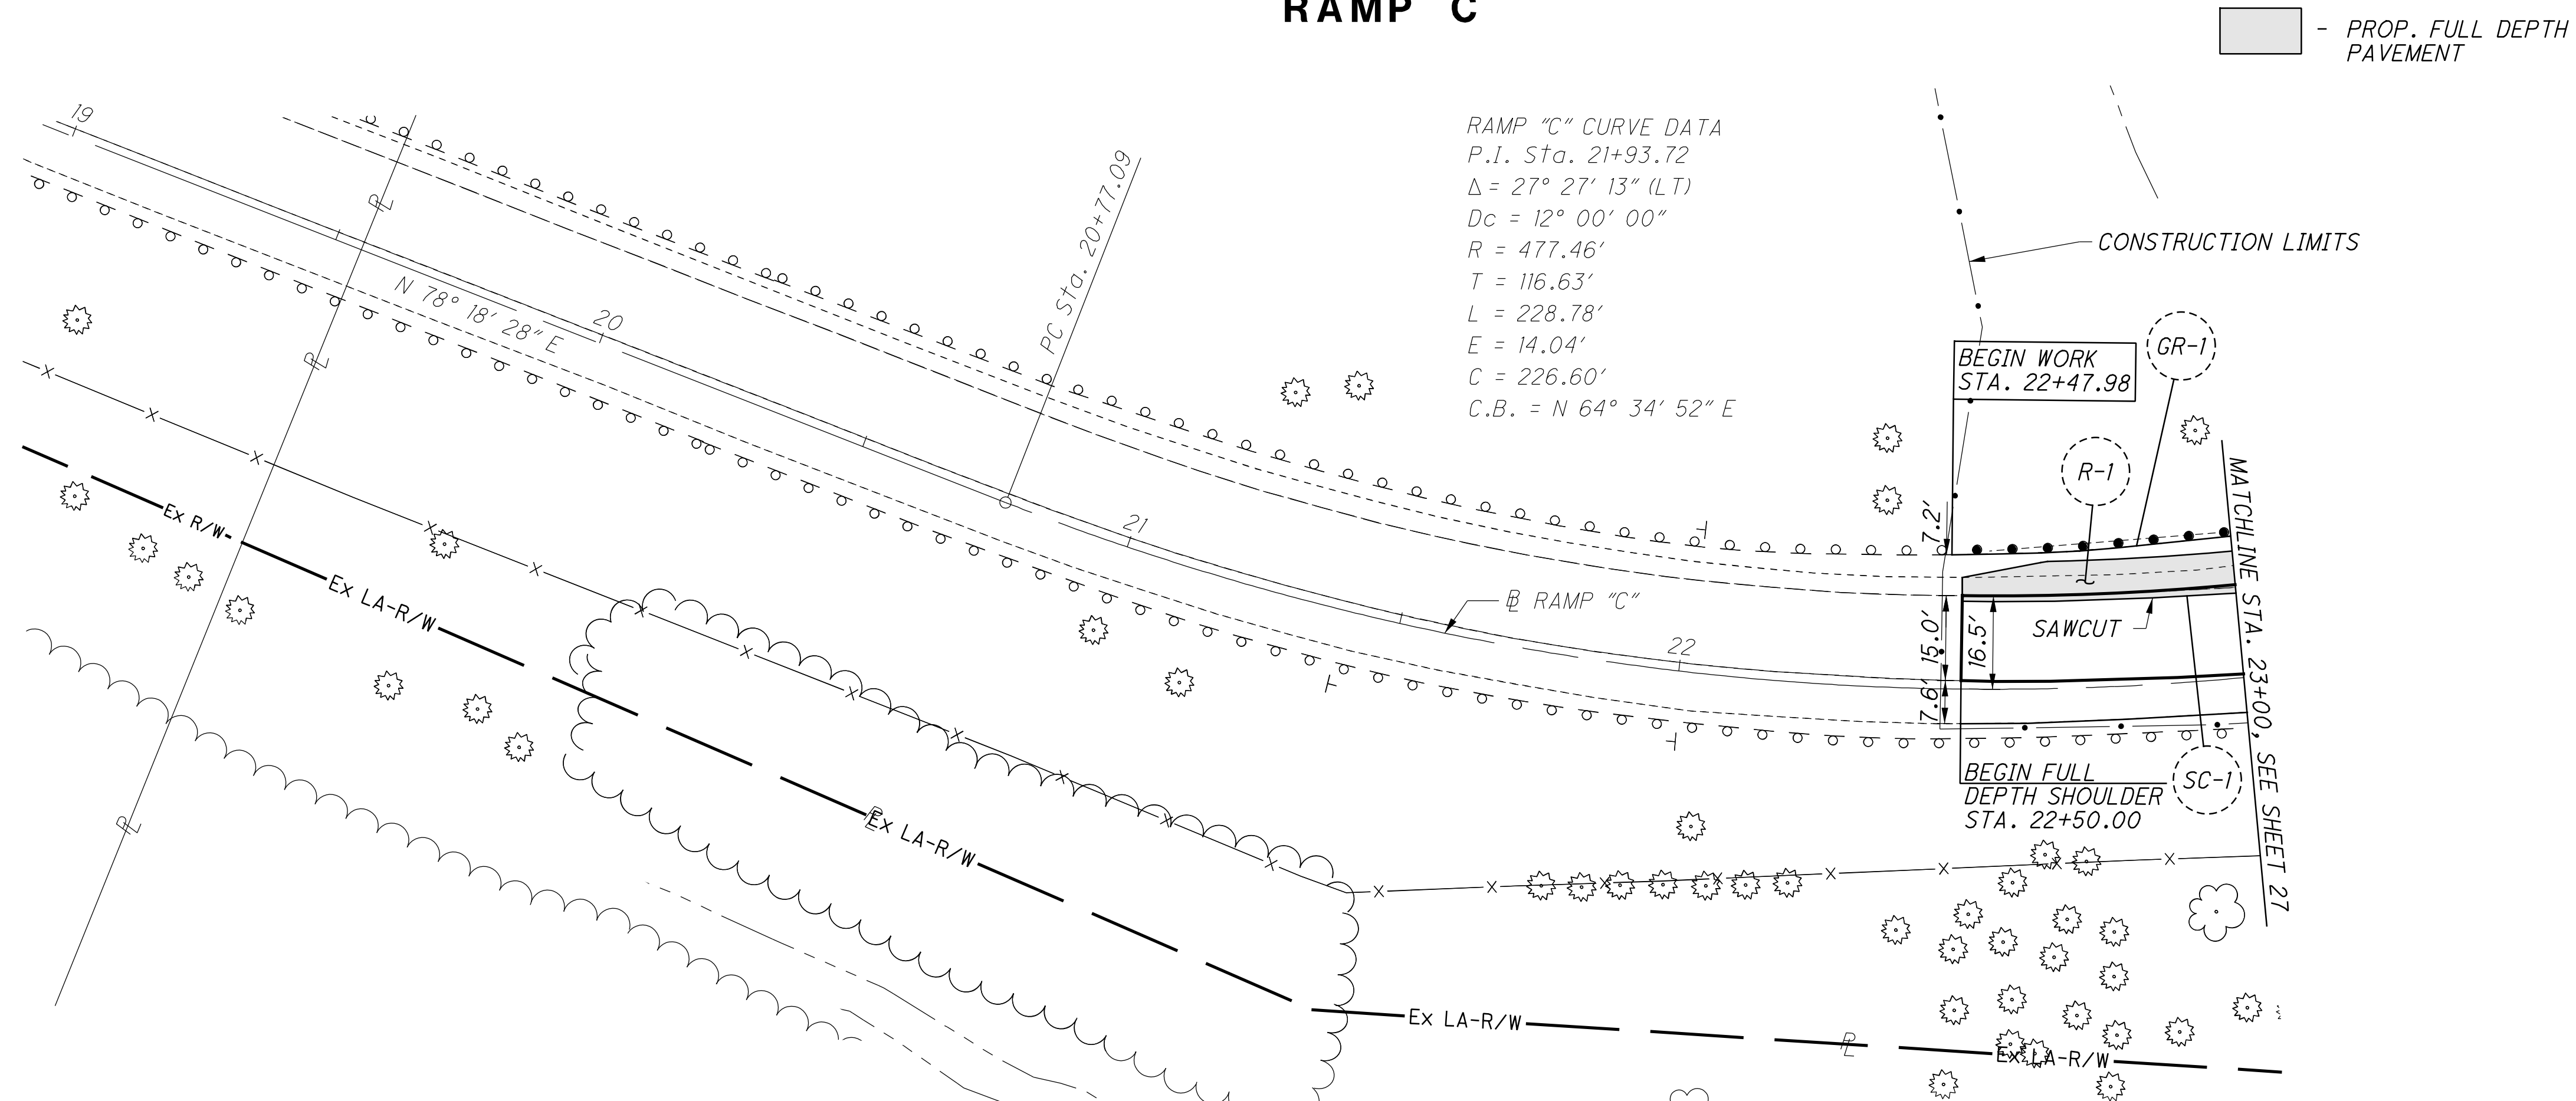 RAMP C
- PROP. FULL DEPTH
PAVEMENT
19
RAMP "C" CURVE DATA
P.I. Sta. 21+93.72
Δ = 27° 27' 13" (LT)
Dc = 12° 00' 00"
R = 477.46'
T = 116.63'
L = 228.78'
E = 14.04'
C = 226.60'
C.B. = N 64° 34' 52" E
PC Sta. 20+77.09
CONSTRUCTION LIMITS
N 78° 18' 28" E
20
BEGIN WORK
STA. 22+47.98
GR-1
R-1
MATCHLINE STA. 23+00, SEE SHEET 27
Ex R/W
21
7.2'
Ex LA-R/W
℄ RAMP "C"
22
15.0'
16.5'
SAWCUT
7.6'
BEGIN FULL
DEPTH SHOULDER
STA. 22+50.00
SC-1
Ex LA-R/W
Ex LA-R/W
Ex LA-R/W